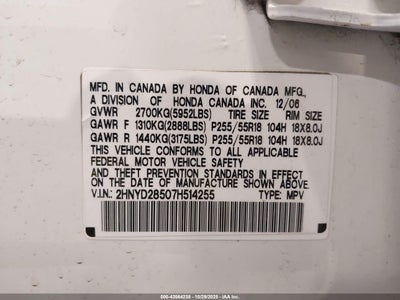 MFD. IN CANADA BY HONDA OF CANADA MFG.,
A DIVISION OF HONDA CANADA INC. 12/06
GVWR 2700KG(5952LBS) TIRE SIZE RIM SIZE
GAWR F 1310KG(2888LBS) P255/55R18 104H 18X8.0J
GAWR R 1440KG(3175LBS) P255/55R18 104H 18X8.0J
THIS VEHICLE CONFORMS TO ALL APPLICABLE
FEDERAL MOTOR VEHICLE SAFETY
AND THEFT PREVENTION STANDARDS IN EFFECT
ON THE DATE OF MANUFACTURE SHOWN ABOVE.
V.I.N.: 2HNYD28507H514255 TYPE: MPV
000-43564238 - 10/29/2025 - IAA Inc.